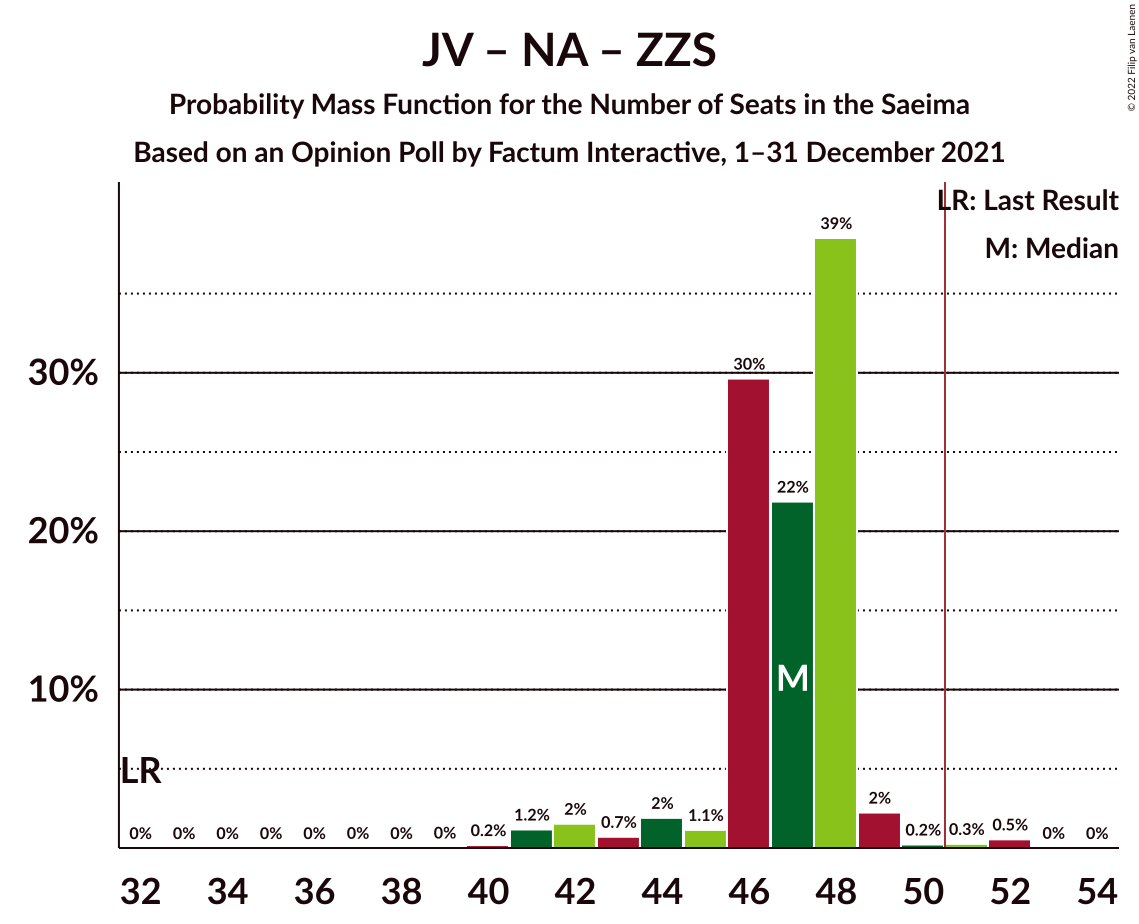 JV – NA – ZZS
Probability Mass Function for the Number of Seats in the Saeima
Based on an Opinion Poll by Factum Interactive, 1–31 December 2021
© 2022 Filip van Laenen
LR: Last Result
M: Median
39%
30%
30%
22%
20%
M
10%
LR
0% 0% 0% 0% 0% 0% 0% 0% 0.2% 1.2% 2% 0.7% 2% 1.1% 2% 0.2% 0.3% 0.5% 0% 0%
32 34 36 38 40 42 44 46 48 50 52 54